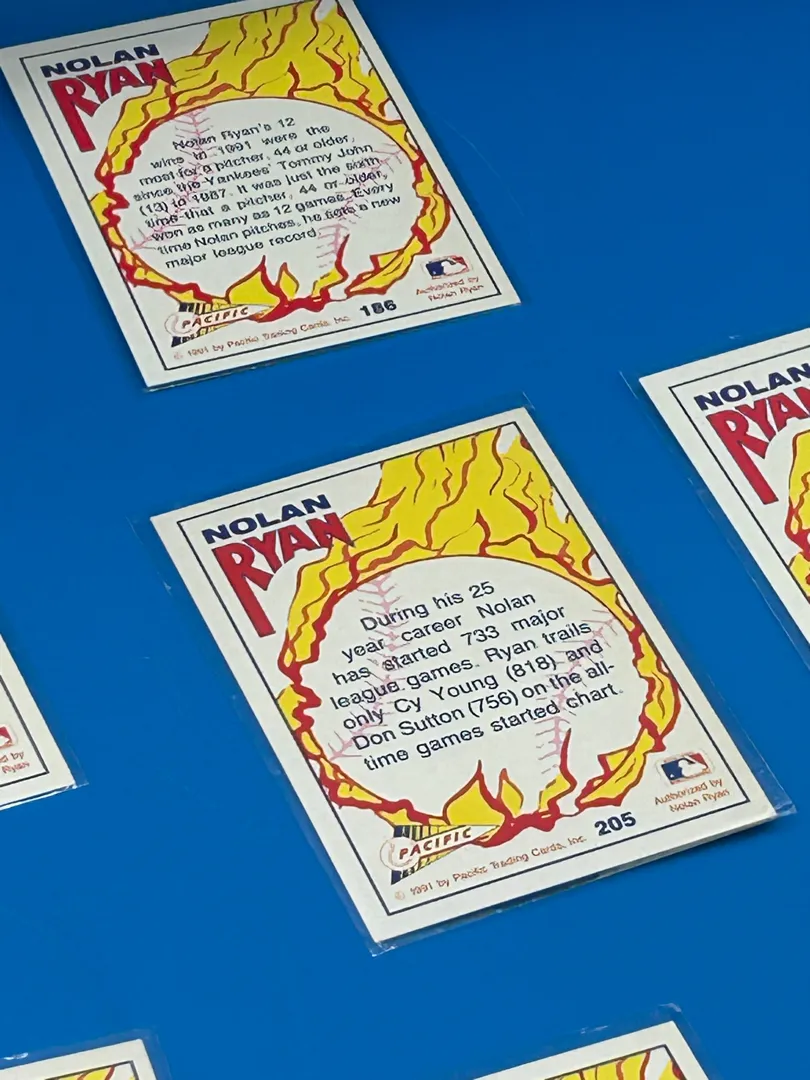 NOLAN
RYAN
Nolan Ryan's 12
wins in 1991 were the
most for a pitcher, 44 or older,
since the Yankees' Tommy John
(13) in 1987. It was just the sixth
time that a pitcher, 44 or older,
won as many as 12 games. Every
time Nolan pitches, he sets a new
major league record.
PACIFIC
© 1991 by Pacific Trading Cards, Inc.
186
Authorized by
Nolan Ryan
NOLAN
RYAN
NOLAN
RYAN
During his 25
year career Nolan
has started 733 major
league games. Ryan trails
only Cy Young (818) and
Don Sutton (756) on the all-
time games started chart.
PACIFIC
© 1991 by Pacific Trading Cards, Inc.
205
Authorized by
Nolan Ryan
d by
Ryan